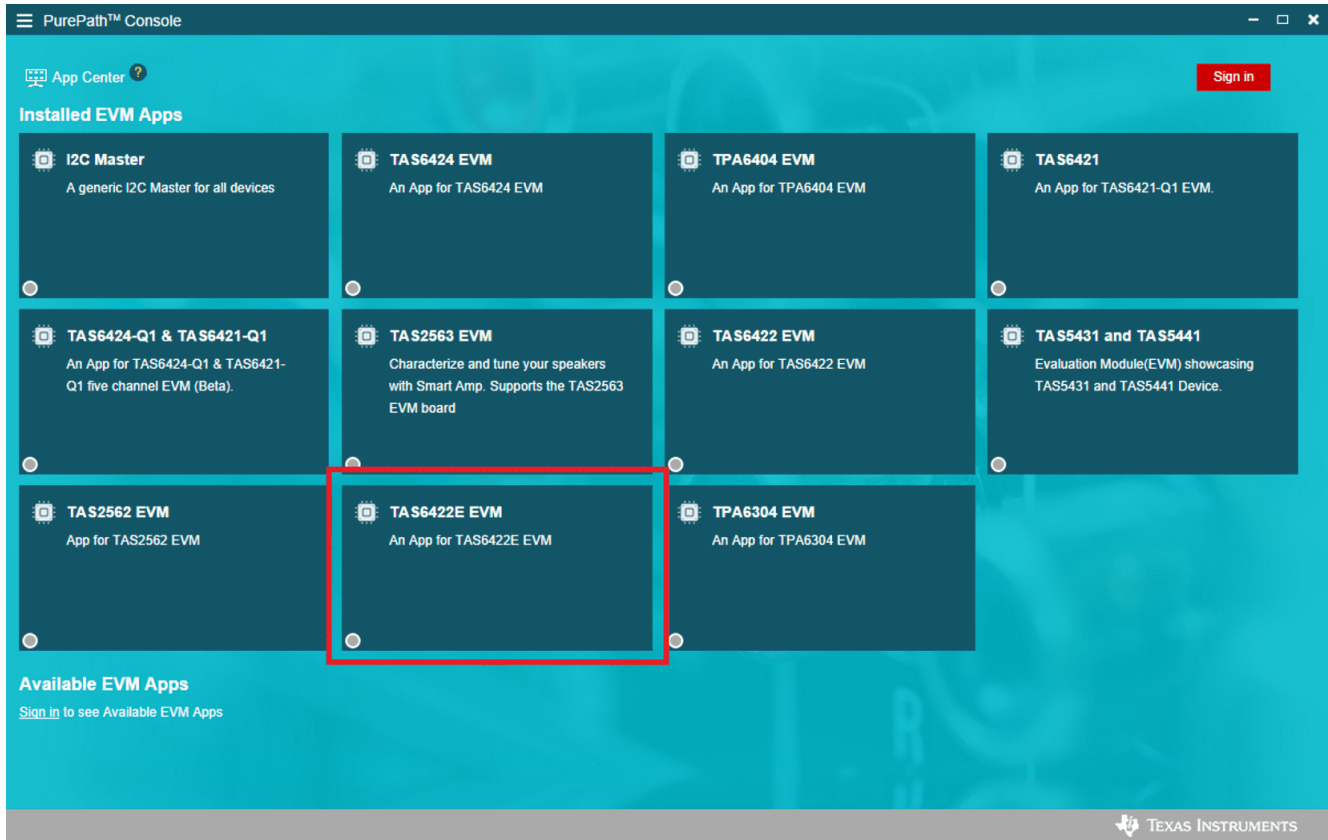 PurePath™ Console
App Center ?
Sign in
Installed EVM Apps
I2C Master
A generic I2C Master for all devices
TAS6424 EVM
An App for TAS6424 EVM
TPA6404 EVM
An App for TPA6404 EVM
TAS6421
An App for TAS6421-Q1 EVM.
TAS6424-Q1 & TAS6421-Q1
An App for TAS6424-Q1 & TAS6421-
Q1 five channel EVM (Beta).
TAS2563 EVM
Characterize and tune your speakers
with Smart Amp. Supports the TAS2563
EVM board
TAS6422 EVM
An App for TAS6422 EVM
TAS5431 and TAS5441
Evaluation Module(EVM) showcasing
TAS5431 and TAS5441 Device.
TAS2562 EVM
App for TAS2562 EVM
TAS6422E EVM
An App for TAS6422E EVM
TPA6304 EVM
An App for TPA6304 EVM
Available EVM Apps
Sign in to see Available EVM Apps
TEXAS INSTRUMENTS